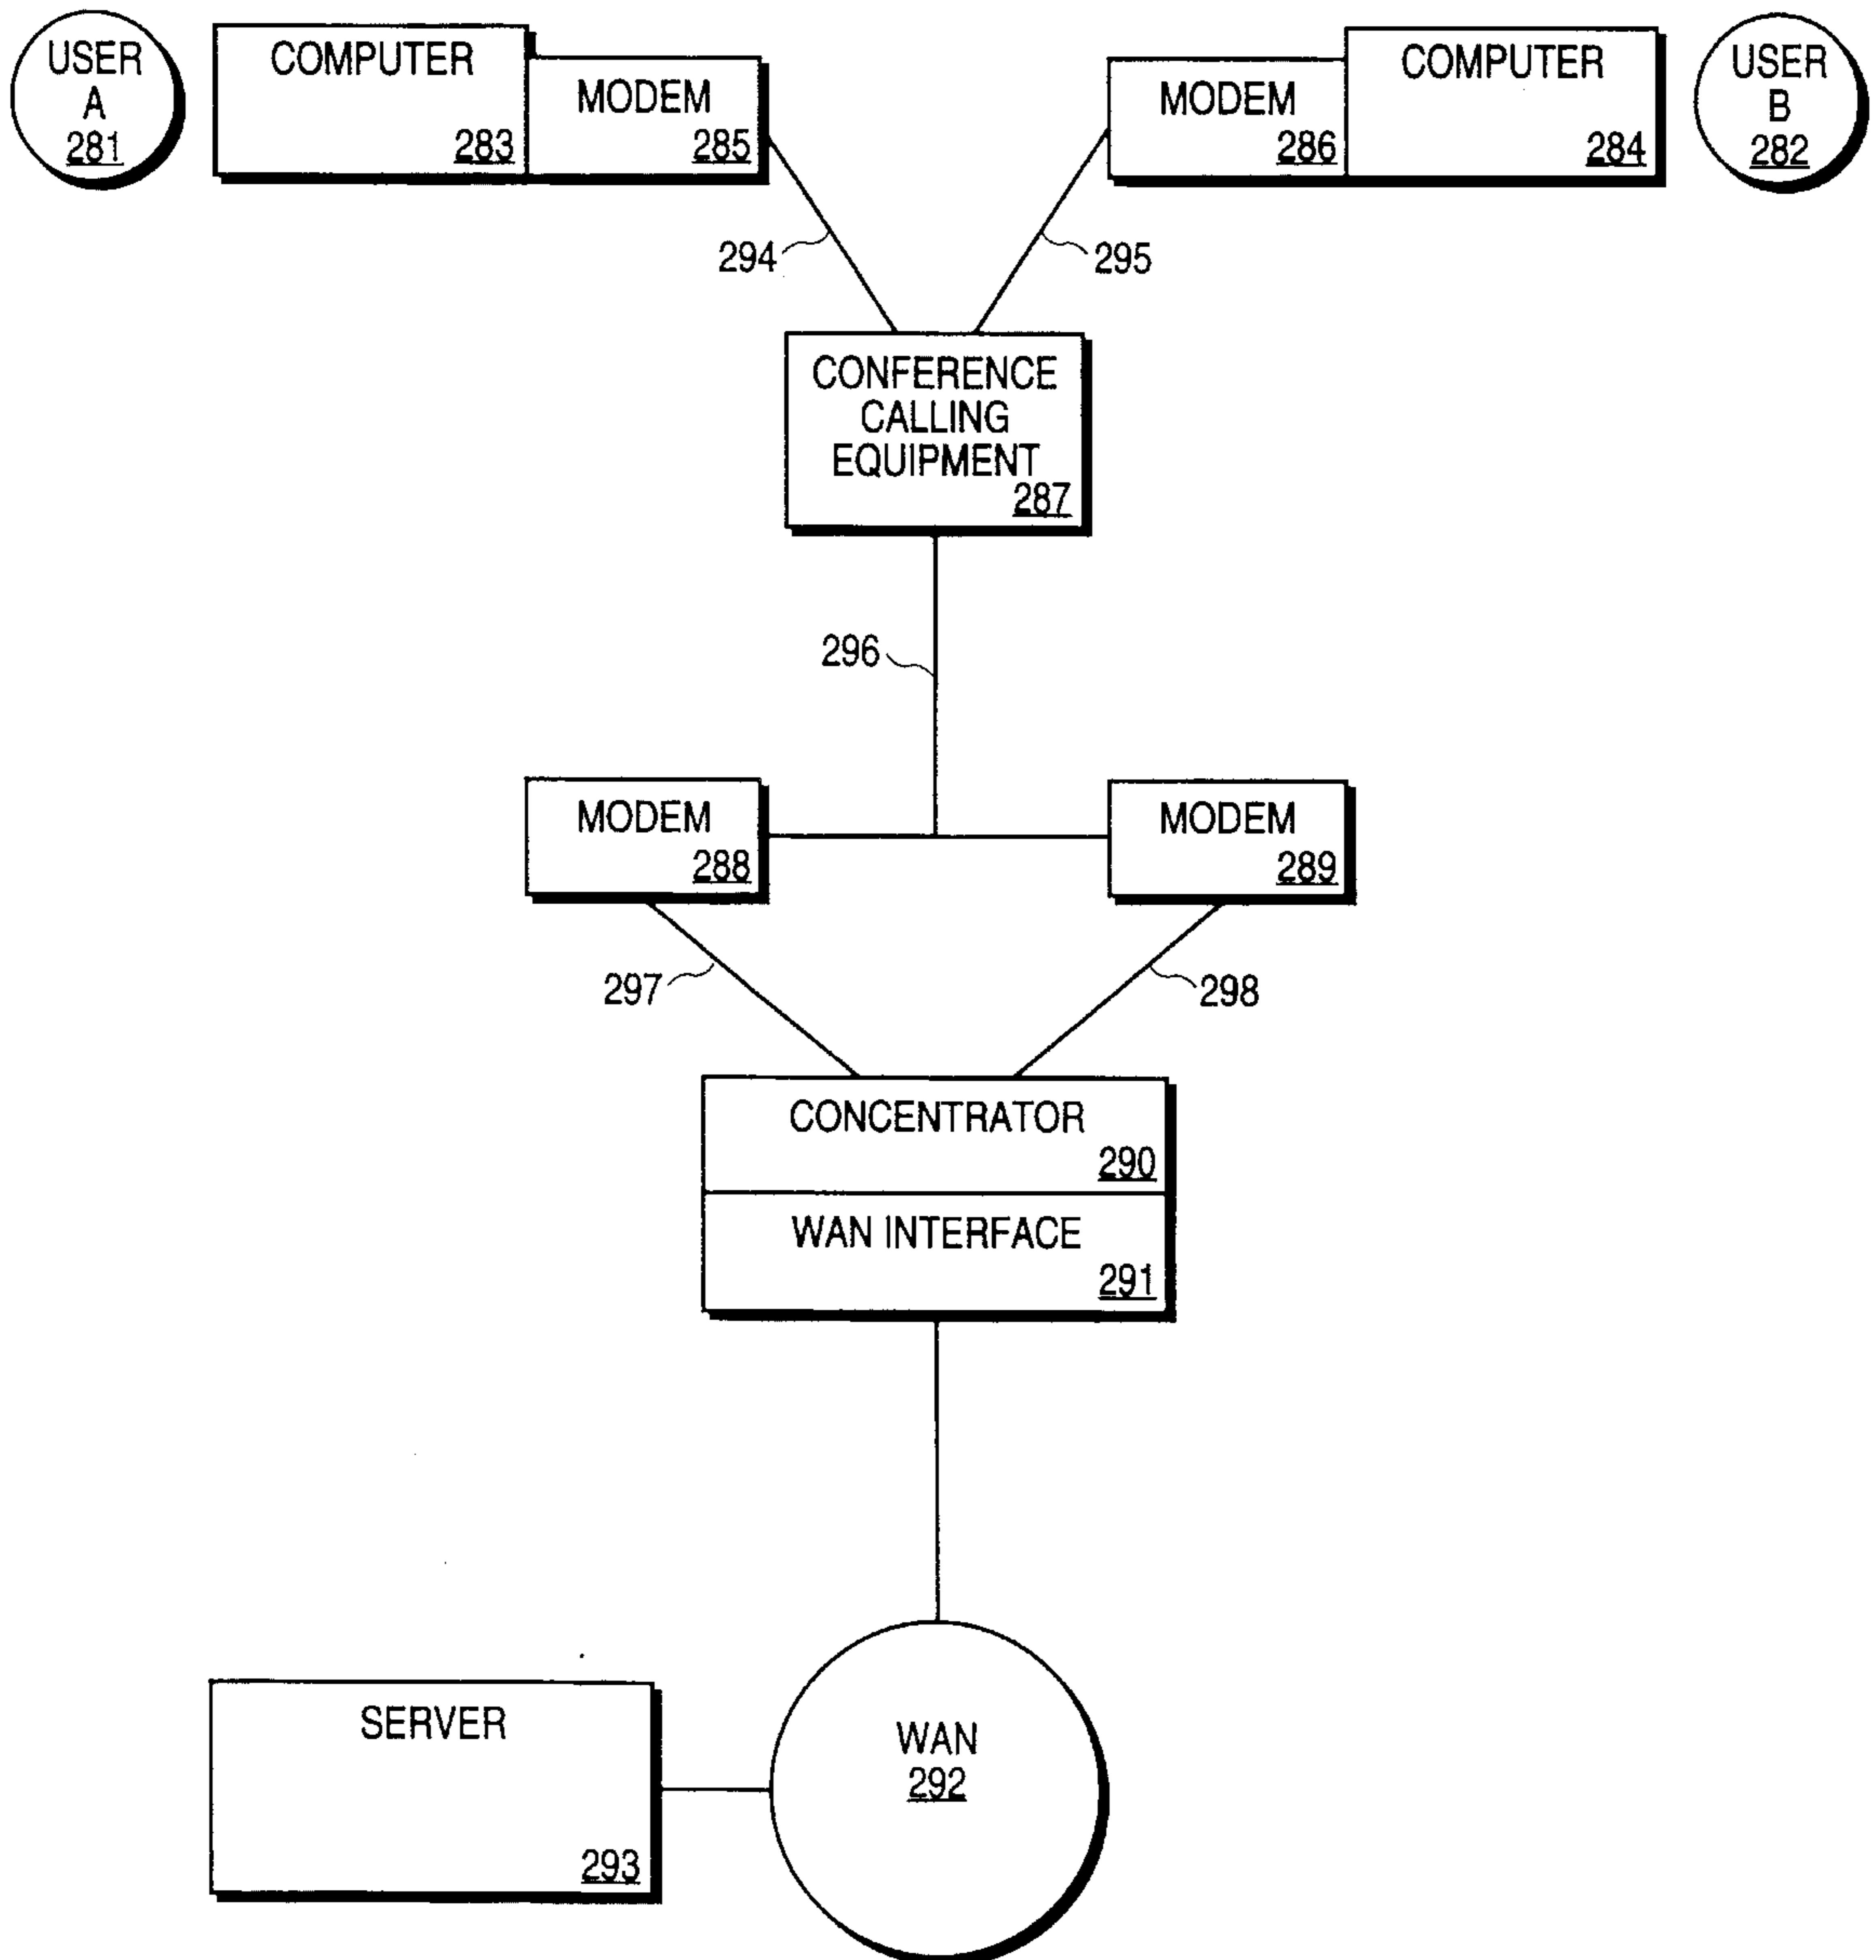 USER
A
281
COMPUTER
283
MODEM
285
MODEM
286
COMPUTER
284
USER
B
282
294
295
CONFERENCE
CALLING
EQUIPMENT
287
296
MODEM
288
MODEM
289
297
298
CONCENTRATOR
290
WAN INTERFACE
291
SERVER
293
WAN
292